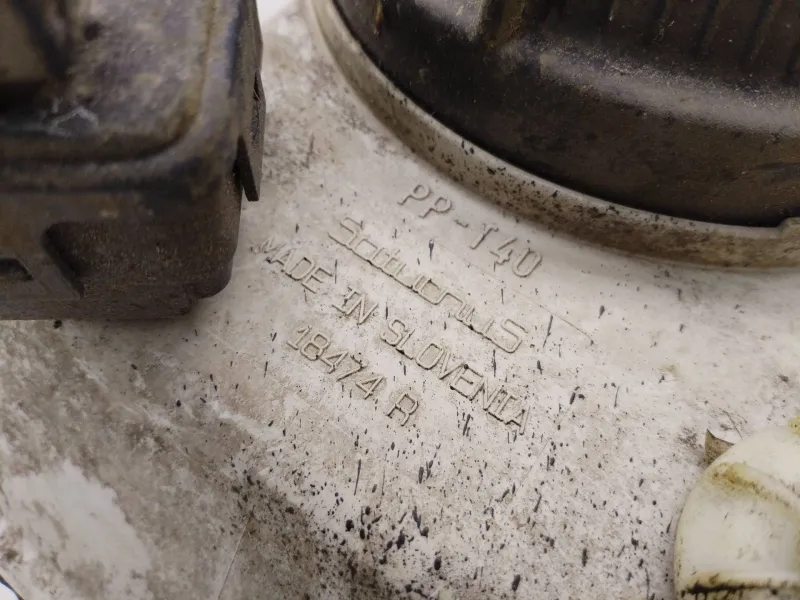 PP-T40
SaturnuS
MADE IN SLOVENIA
18474 R